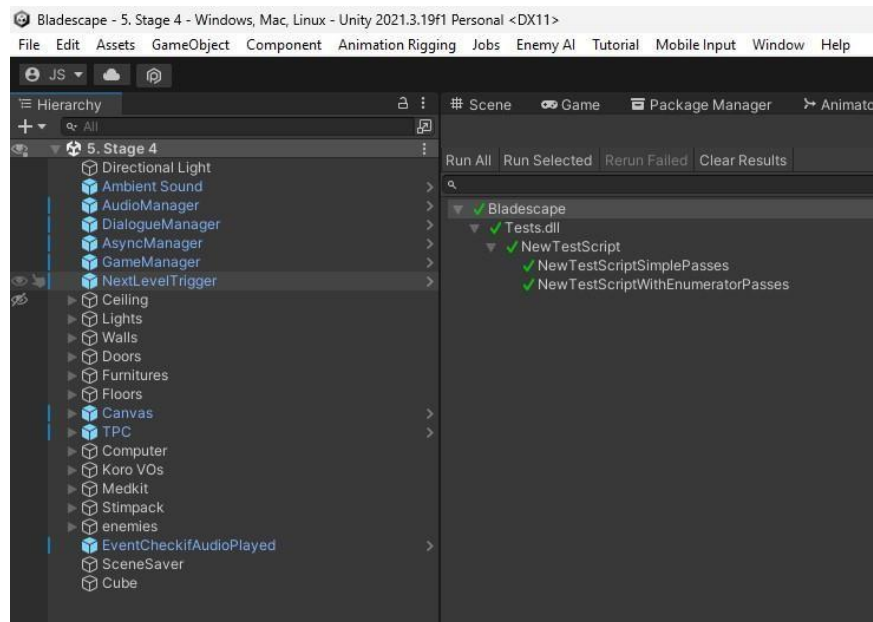 Bladescape - 5. Stage 4 - Windows, Mac, Linux - Unity 2021.3.19f1 Personal <DX11>
File Edit Assets GameObject Component Animation Rigging Jobs Enemy AI Tutorial Mobile Input Window Help
JS
Hierarchy
All
5. Stage 4
Directional Light
Ambient Sound
AudioManager
DialogueManager
AsyncManager
GameManager
NextLevelTrigger
Ceiling
Lights
Walls
Doors
Furnitures
Floors
Canvas
TPC
Computer
Koro VOs
Medkit
Stimpack
enemies
EventCheckifAudioPlayed
SceneSaver
Cube
Scene Game Package Manager Animato
Run All Run Selected Rerun Failed Clear Results
Bladescape
Tests.dll
NewTestScript
NewTestScriptSimplePasses
NewTestScriptWithEnumeratorPasses